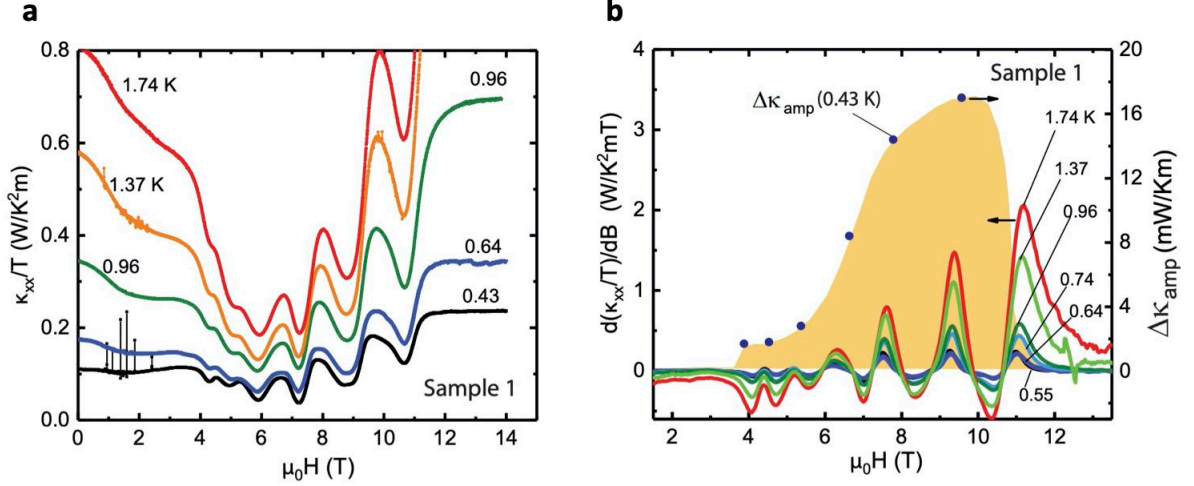 a
κxx/T (W/K²m)
0.8
0.6
0.4
0.2
0.0
1.74 K
1.37 K
0.96
0.96
0.64
0.43
Sample 1
0 2 4 6 8 10 12 14
μ₀H (T)
b
d(κxx/T)/dB (W/K²mT)
4
3
2
1
0
Sample 1
Δκamp(0.43 K)
1.74 K
1.37
0.96
0.74
0.64
0.55
20
16
12
8
4
0
Δκamp (mW/Km)
2 4 6 8 10 12
μ₀H (T)